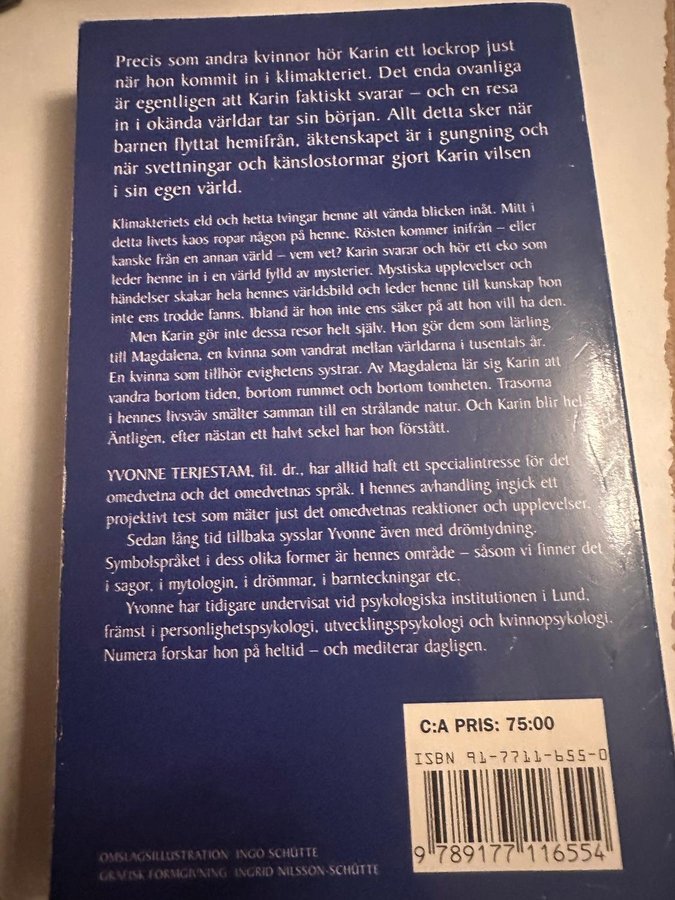 Precis som andra kvinnor hör Karin ett lockrop just
när hon kommit in i klimakteriet. Det enda ovanliga
är egentligen att Karin faktiskt svarar – och en resa
in i okända världar tar sin början. Allt detta sker när
barnen flyttat hemifrån, äktenskapet är i gungning och
när svettningar och känslostormar gjort Karin vilsen
i sin egen värld.
Klimakteriets eld och hetta tvingar henne att vända blicken inåt. Mitt i
detta livets kaos ropar någon på henne. Rösten kommer inifrån – eller
kanske från en annan värld – vem vet? Karin svarar och hör ett eko som
leder henne in i en värld fylld av mysterier. Mystiska upplevelser och
händelser skakar hela hennes världsbild och leder henne till kunskap hon
inte ens trodde fanns. Ibland är hon inte ens säker på att hon vill ha den.
Men Karin gör inte dessa resor helt själv. Hon gör dem som lärling
till Magdalena, en kvinna som vandrat mellan världarna i tusentals år.
En kvinna som tillhör evighetens systrar. Av Magdalena lär sig Karin att
vandra bortom tiden, bortom rummet och bortom tomheten. Trasorna
i hennes livsväv smälter samman till en strålande natur. Och Karin blir hel.
Äntligen, efter nästan ett halvt sekel har hon förstått.
YVONNE TERJESTAM, fil. dr., har alltid haft ett specialintresse för det
omedvetna och det omedvetnas språk. I hennes avhandling ingick ett
projektivt test som mäter just det omedvetnas reaktioner och upplevelser.
Sedan lång tid tillbaka sysslar Yvonne även med drömtydning.
Symbolspråket i dess olika former är hennes område – såsom vi finner det
i sagor, i mytologin, i drömmar, i barnteckningar etc.
Yvonne har tidigare undervisat vid psykologiska institutionen i Lund,
främst i personlighetspsykologi, utvecklingspsykologi och kvinnopsykologi.
Numera forskar hon på heltid – och mediterar dagligen.
C:A PRIS: 75:00
ISBN 91-7711-655-0
9 789177 116554
OMSLAGSILLUSTRATION INGO SCHÜTTE
GRAFISK FORMGIVNING INGRID NILSSON-SCHÜTTE